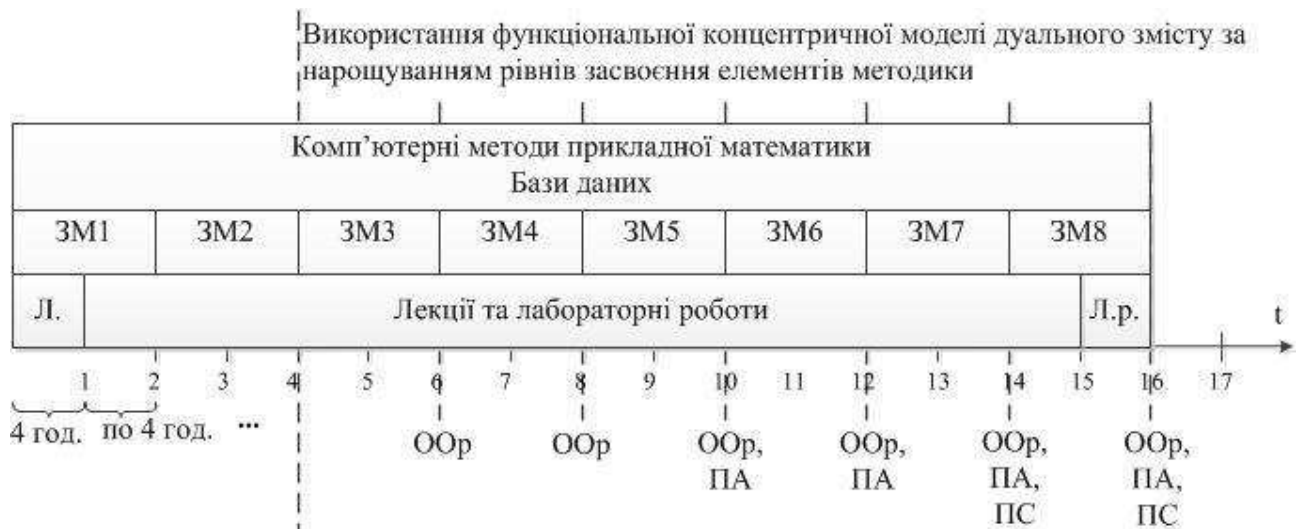 Використання функціональної концентричної моделі дуального змісту за
нарощуванням рівнів засвоєння елементів методики
Комп’ютерні методи прикладної математики
Бази даних
ЗМ1 ЗМ2 ЗМ3 ЗМ4 ЗМ5 ЗМ6 ЗМ7 ЗМ8
Л. Лекції та лабораторні роботи Л.р. t
1 2 3 4 5 6 7 8 9 10 11 12 13 14 15 16 17
4 год. по 4 год. ...
ООр ООр ООр, ООр, ООр, ООр,
ПА ПА ПА, ПА,
ПС ПС